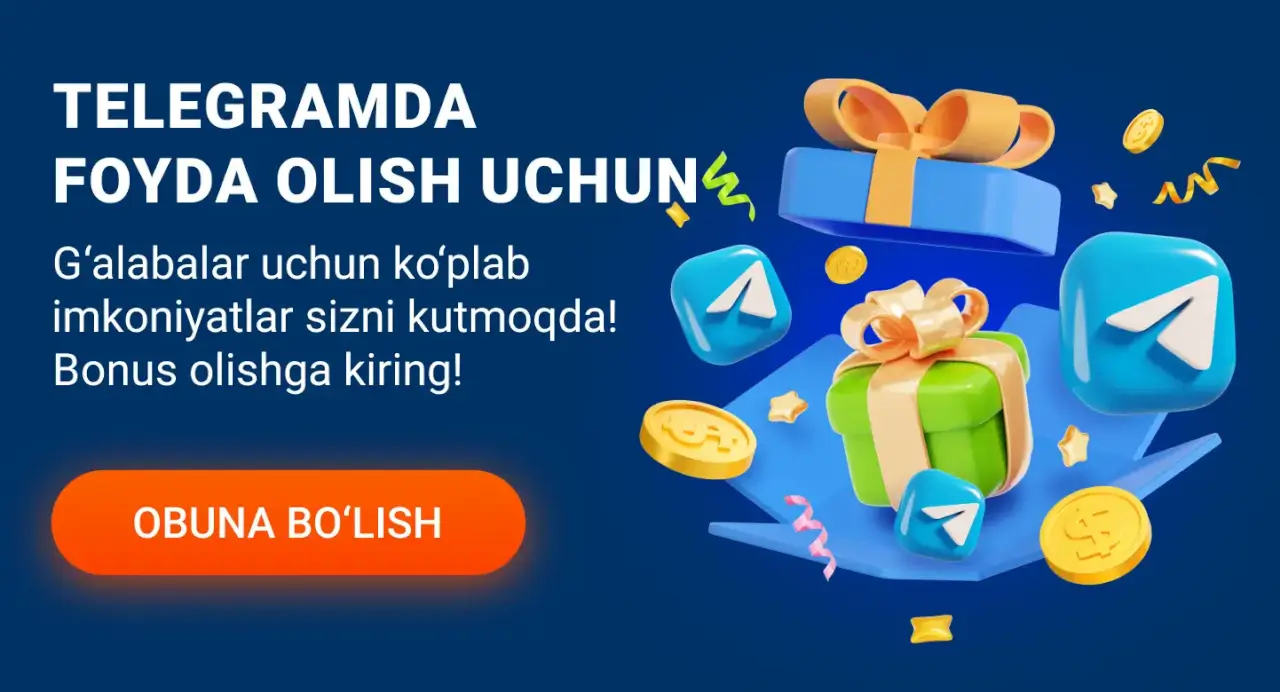 TELEGRAMDA
FOYDA OLISH UCHUN
G‘alabalar uchun ko‘plab
imkoniyatlar sizni kutmoqda!
Bonus olishga kiring!
OBUNA BO‘LISH